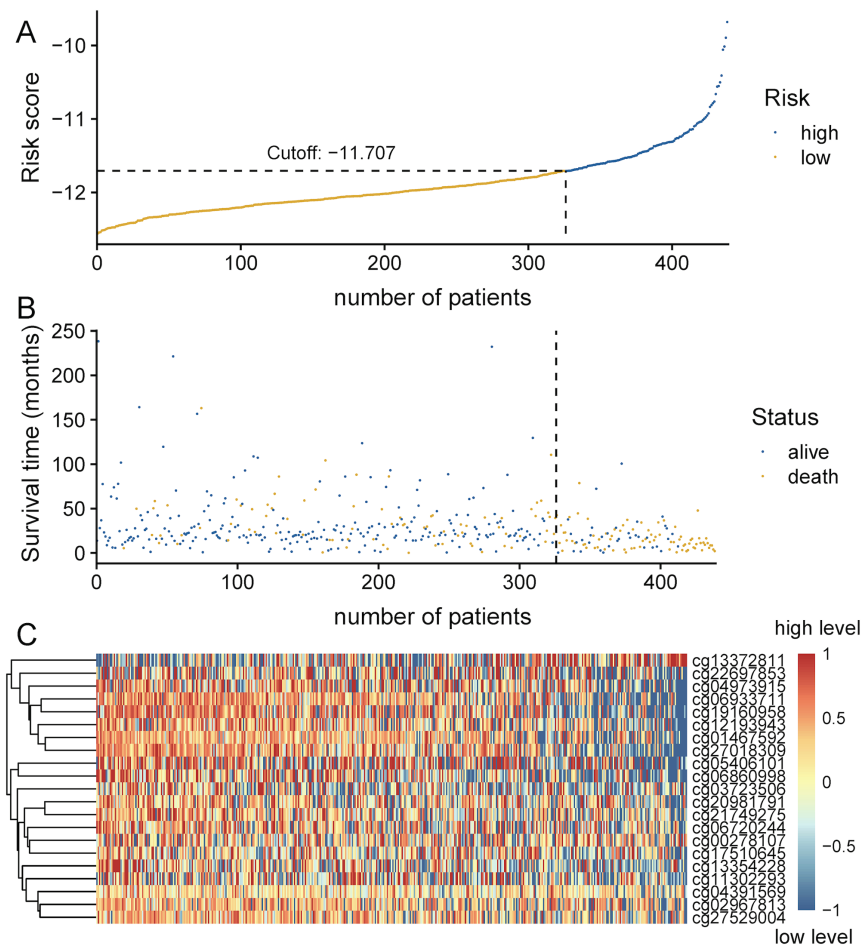 A
Risk score
−10
−11
−12
Cutoff: −11.707
0
100
200
300
400
number of patients
Risk
high
low
B
Survival time (months)
250
200
150
100
50
0
0
100
200
300
400
number of patients
Status
alive
death
C
cg13372811
cg22697853
cg04973915
cg06933711
cg19160958
cg12193943
cg01467592
cg27018309
cg05406101
cg06860998
cg03723506
cg20981791
cg21749275
cg06720244
cg00278107
cg17510645
cg13354228
cg11302293
cg04391569
cg02967813
cg27529004
high level
1
0.5
0
−0.5
−1
low level